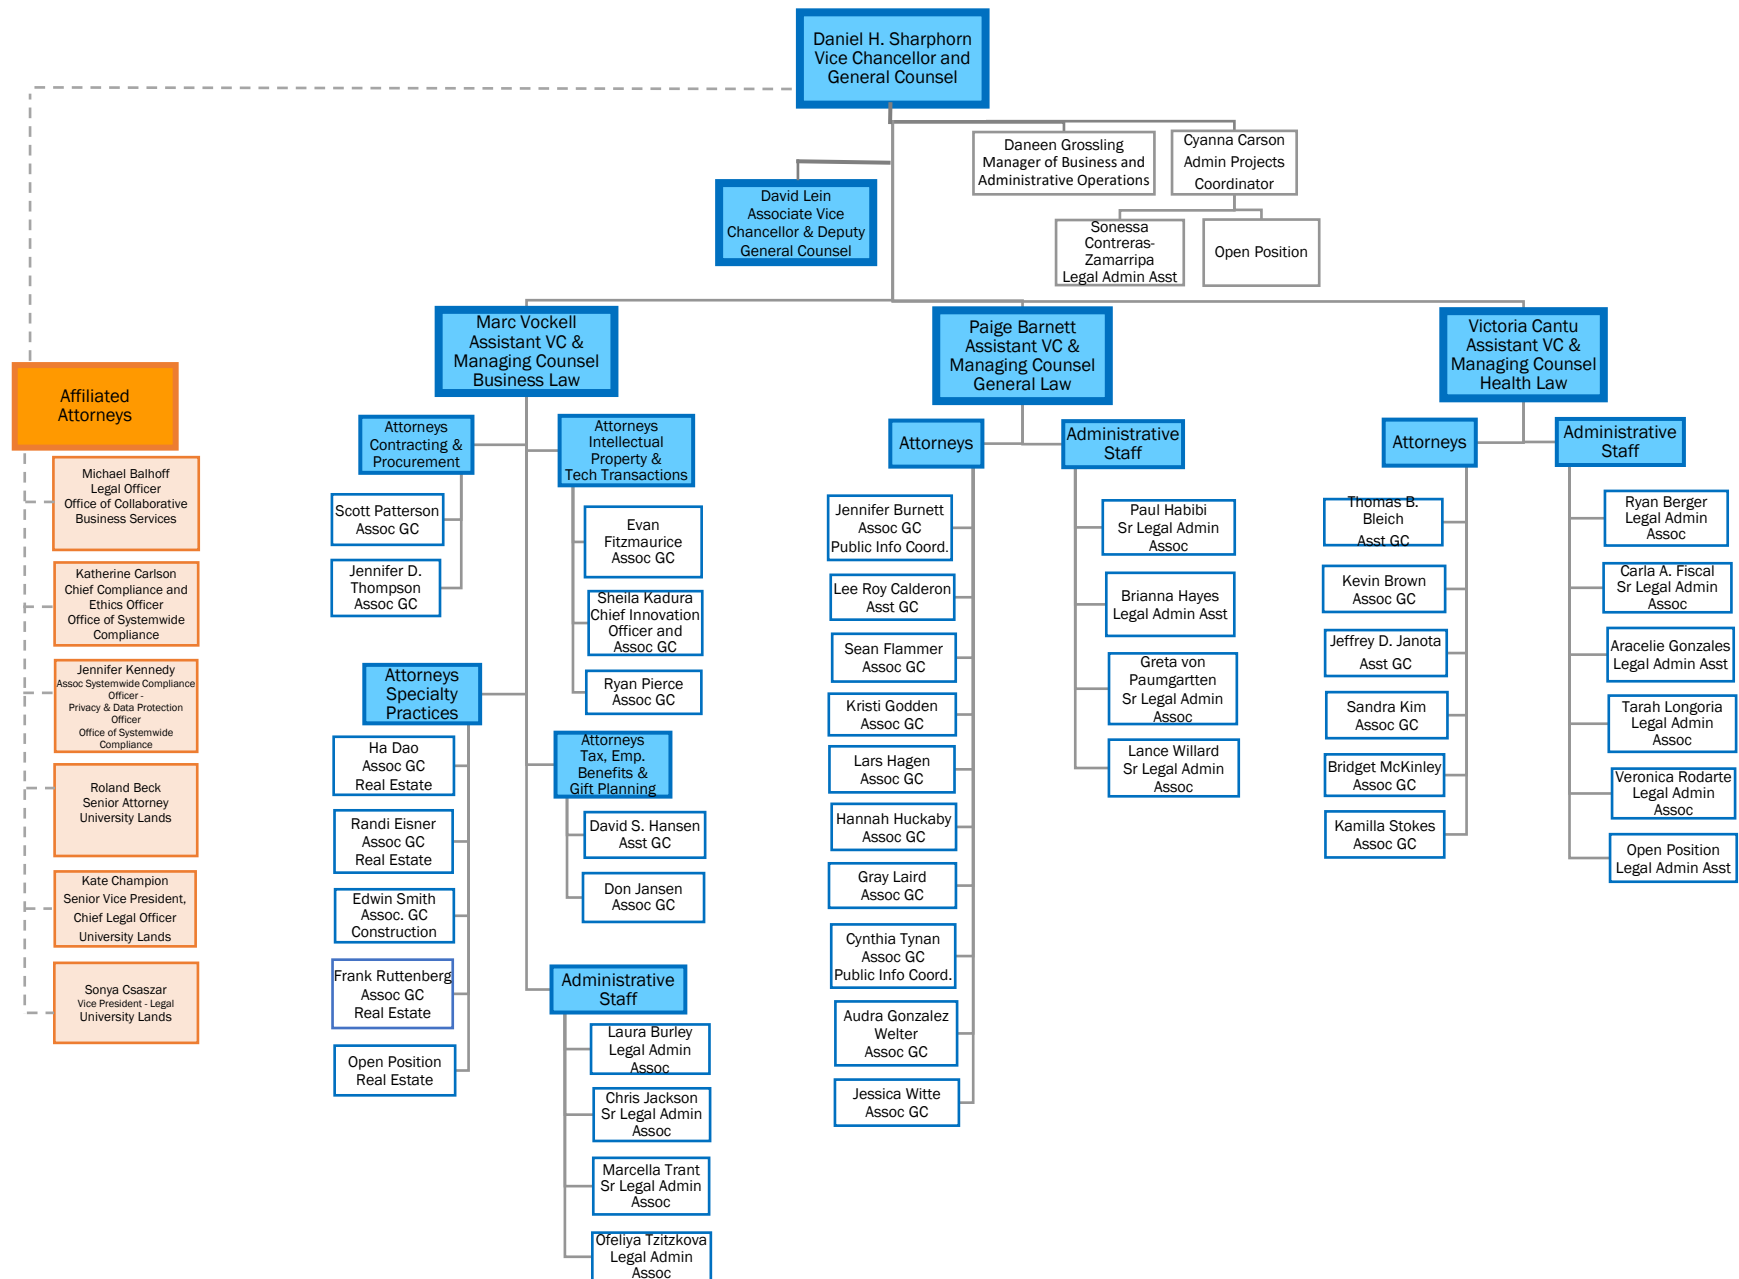 Daniel H. Sharphorn
Vice Chancellor and
General Counsel
Daneen Grossling
Manager of Business and
Administrative Operations
Cyanna Carson
Admin Projects
Coordinator
David Lein
Associate Vice
Chancellor & Deputy
General Counsel
Sonessa
Contreras-
Zamarripa
Legal Admin Asst
Open Position
Marc Vockell
Assistant VC &
Managing Counsel
Business Law
Paige Barnett
Assistant VC &
Managing Counsel
General Law
Victoria Cantu
Assistant VC &
Managing Counsel
Health Law
Affiliated
Attorneys
Michael Balhoff
Legal Officer
Office of Collaborative
Business Services
Katherine Carlson
Chief Compliance and
Ethics Officer
Office of Systemwide
Compliance
Jennifer Kennedy
Assoc Systemwide Compliance
Officer -
Privacy & Data Protection
Officer
Office of Systemwide
Compliance
Roland Beck
Senior Attorney
University Lands
Kate Champion
Senior Vice President,
Chief Legal Officer
University Lands
Sonya Csaszar
Vice President - Legal
University Lands
Attorneys
Contracting &
Procurement
Scott Patterson
Assoc GC
Jennifer D.
Thompson
Assoc GC
Attorneys
Specialty
Practices
Ha Dao
Assoc GC
Real Estate
Randi Eisner
Assoc GC
Real Estate
Edwin Smith
Assoc. GC
Construction
Frank Ruttenberg
Assoc GC
Real Estate
Open Position
Real Estate
Attorneys
Intellectual
Property &
Tech Transactions
Evan
Fitzmaurice
Assoc GC
Sheila Kadura
Chief Innovation
Officer and
Assoc GC
Ryan Pierce
Assoc GC
Attorneys
Tax, Emp.
Benefits &
Gift Planning
David S. Hansen
Asst GC
Don Jansen
Assoc GC
Administrative
Staff
Laura Burley
Legal Admin
Assoc
Chris Jackson
Sr Legal Admin
Assoc
Marcella Trant
Sr Legal Admin
Assoc
Ofeliya Tzitzkova
Legal Admin
Assoc
Attorneys
Jennifer Burnett
Assoc GC
Public Info Coord.
Lee Roy Calderon
Asst GC
Sean Flammer
Assoc GC
Kristi Godden
Assoc GC
Lars Hagen
Assoc GC
Hannah Huckaby
Assoc GC
Gray Laird
Assoc GC
Cynthia Tynan
Assoc GC
Public Info Coord.
Audra Gonzalez
Welter
Assoc GC
Jessica Witte
Assoc GC
Administrative
Staff
Paul Habibi
Sr Legal Admin
Assoc
Brianna Hayes
Legal Admin Asst
Greta von
Paumgartten
Sr Legal Admin
Assoc
Lance Willard
Sr Legal Admin
Assoc
Attorneys
Thomas B.
Bleich
Asst GC
Kevin Brown
Assoc GC
Jeffrey D. Janota
Asst GC
Sandra Kim
Assoc GC
Bridget McKinley
Assoc GC
Kamilla Stokes
Assoc GC
Administrative
Staff
Ryan Berger
Legal Admin
Assoc
Carla A. Fiscal
Sr Legal Admin
Assoc
Aracelie Gonzales
Legal Admin Asst
Tarah Longoria
Legal Admin
Assoc
Veronica Rodarte
Legal Admin
Assoc
Open Position
Legal Admin Asst